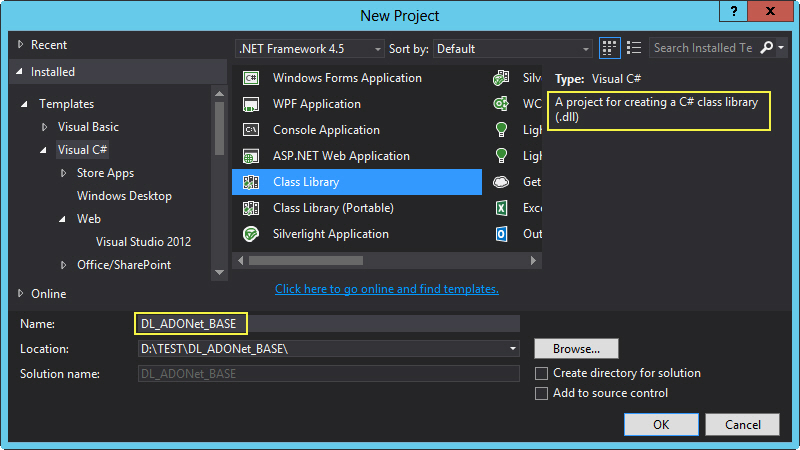 New Project
?
X
Recent
Installed
Templates
Visual Basic
Visual C#
Store Apps
Windows Desktop
Web
Visual Studio 2012
Office/SharePoint
Online
.NET Framework 4.5
Sort by:
Default
Search Installed Te
C# Windows Forms Application
WPF Application
C:\ Console Application
ASP.NET Web Application
Class Library
Class Library (Portable)
Silverlight Application
Silv
WC
Ligh
Ligh
Get
Exce
Out
Click here to go online and find templates.
Type: Visual C#
A project for creating a C# class library
(.dll)
Name: DL_ADONet_BASE
Location: D:\TEST\DL_ADONet_BASE\
Browse...
Solution name: DL_ADONet_BASE
Create directory for solution
Add to source control
OK
Cancel